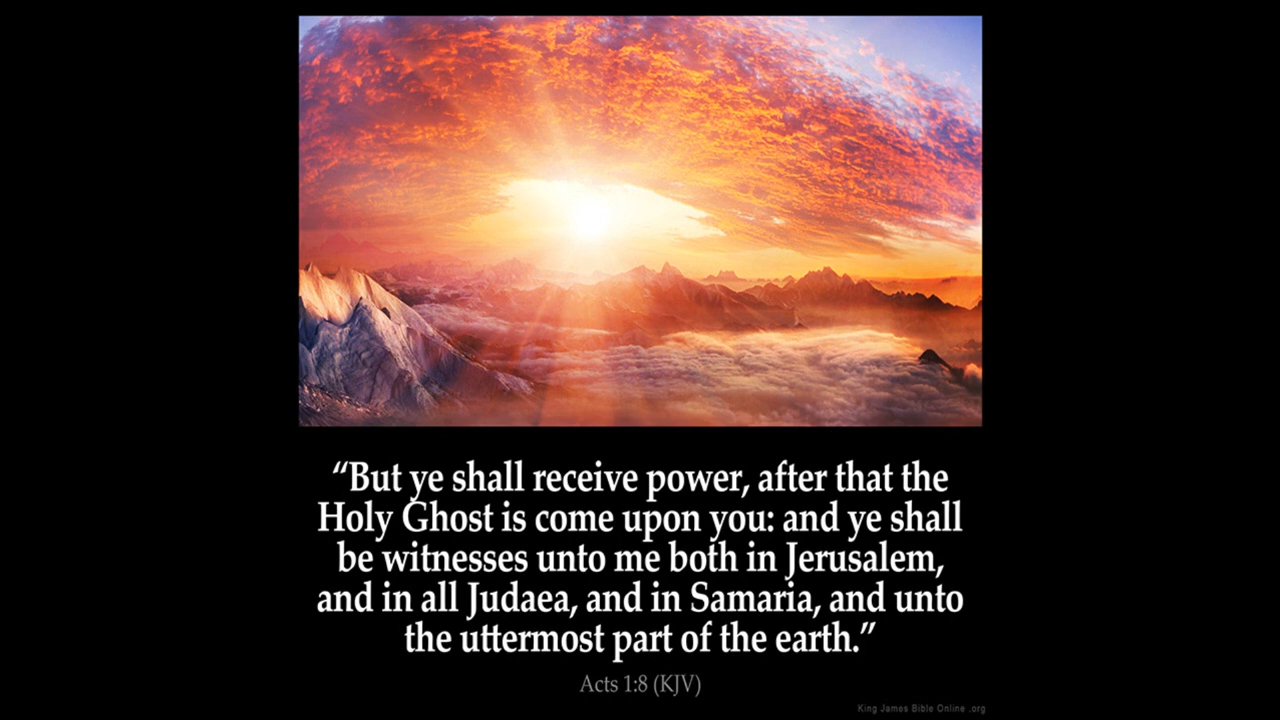 “But ye shall receive power, after that the
Holy Ghost is come upon you: and ye shall
be witnesses unto me both in Jerusalem,
and in all Judaea, and in Samaria, and unto
the uttermost part of the earth.”
Acts 1:8 (KJV)
King James Bible Online .org